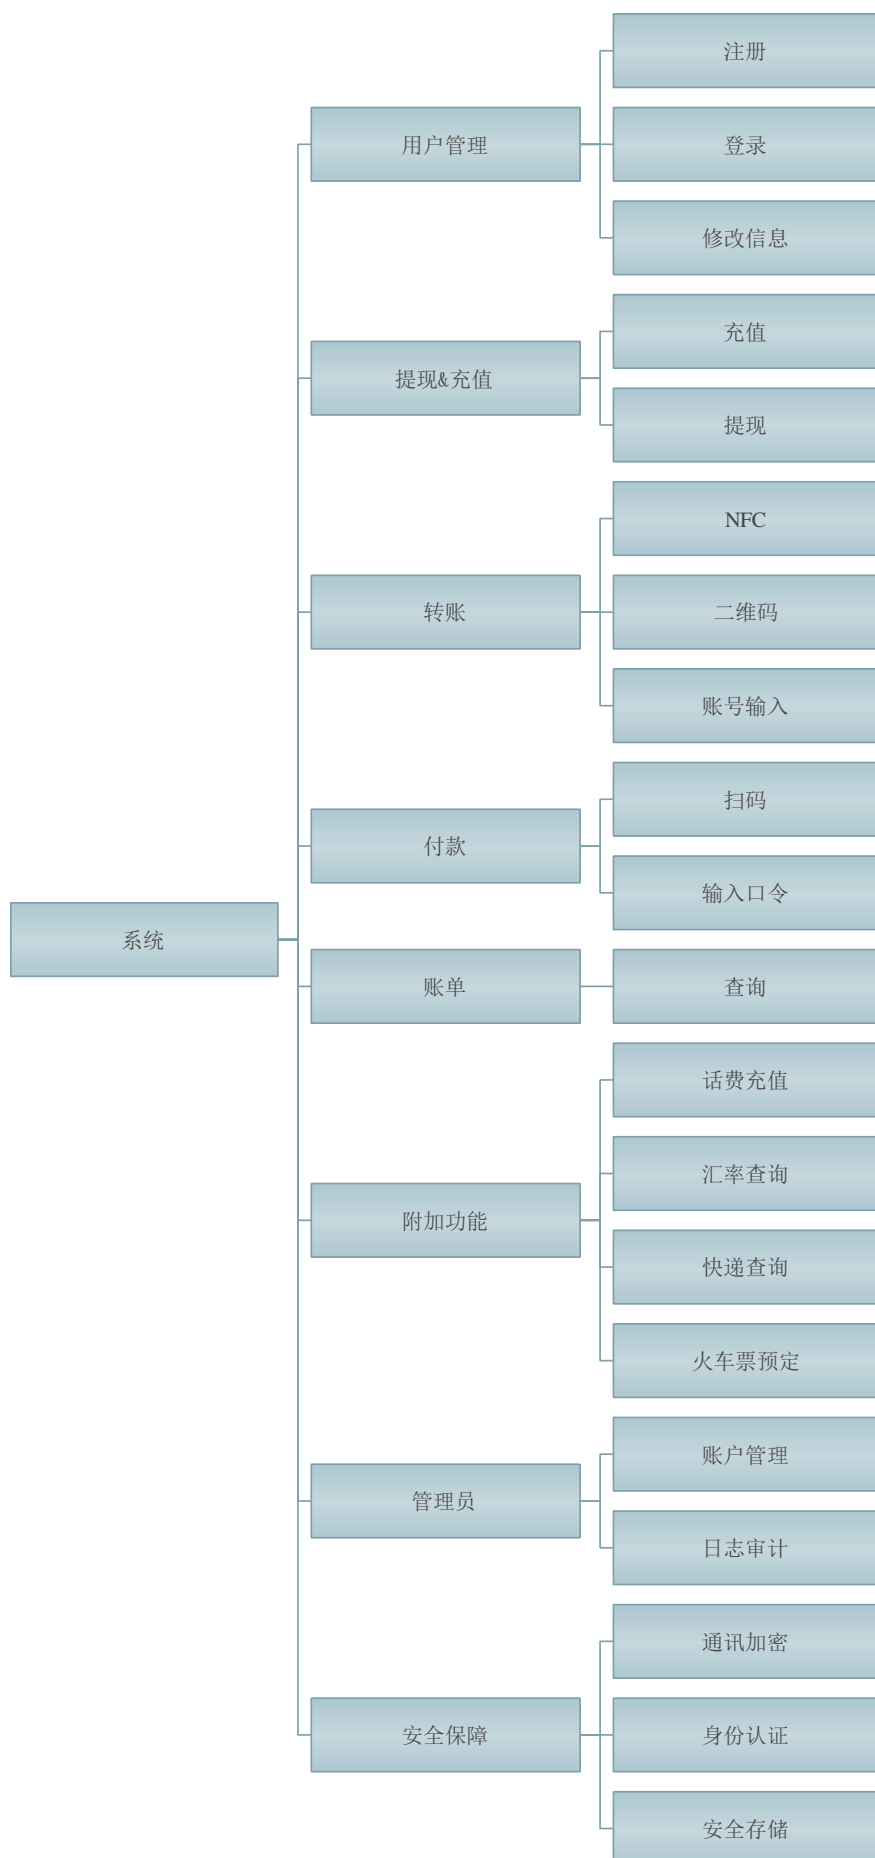 系统
用户管理
注册
登录
修改信息
提现&充值
充值
提现
转账
NFC
二维码
账号输入
付款
扫码
输入口令
账单
查询
附加功能
话费充值
汇率查询
快递查询
火车票预定
管理员
账户管理
日志审计
安全保障
通讯加密
身份认证
安全存储